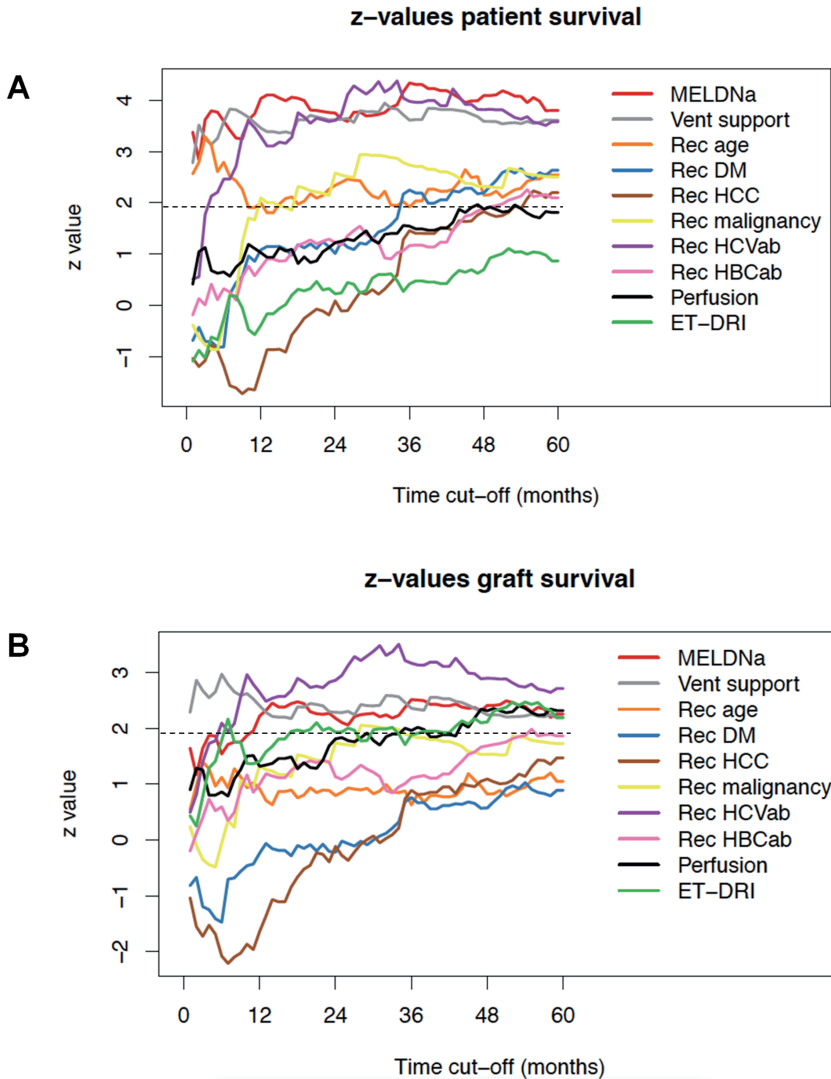 z−values patient survival
A
z value
4
3
2
1
0
−1
0 12 24 36 48 60
Time cut−off (months)
MELDNa
Vent support
Rec age
Rec DM
Rec HCC
Rec malignancy
Rec HCVab
Rec HBCab
Perfusion
ET−DRI
z−values graft survival
B
z value
3
2
1
0
−1
−2
0 12 24 36 48 60
Time cut−off (months)
MELDNa
Vent support
Rec age
Rec DM
Rec HCC
Rec malignancy
Rec HCVab
Rec HBCab
Perfusion
ET−DRI